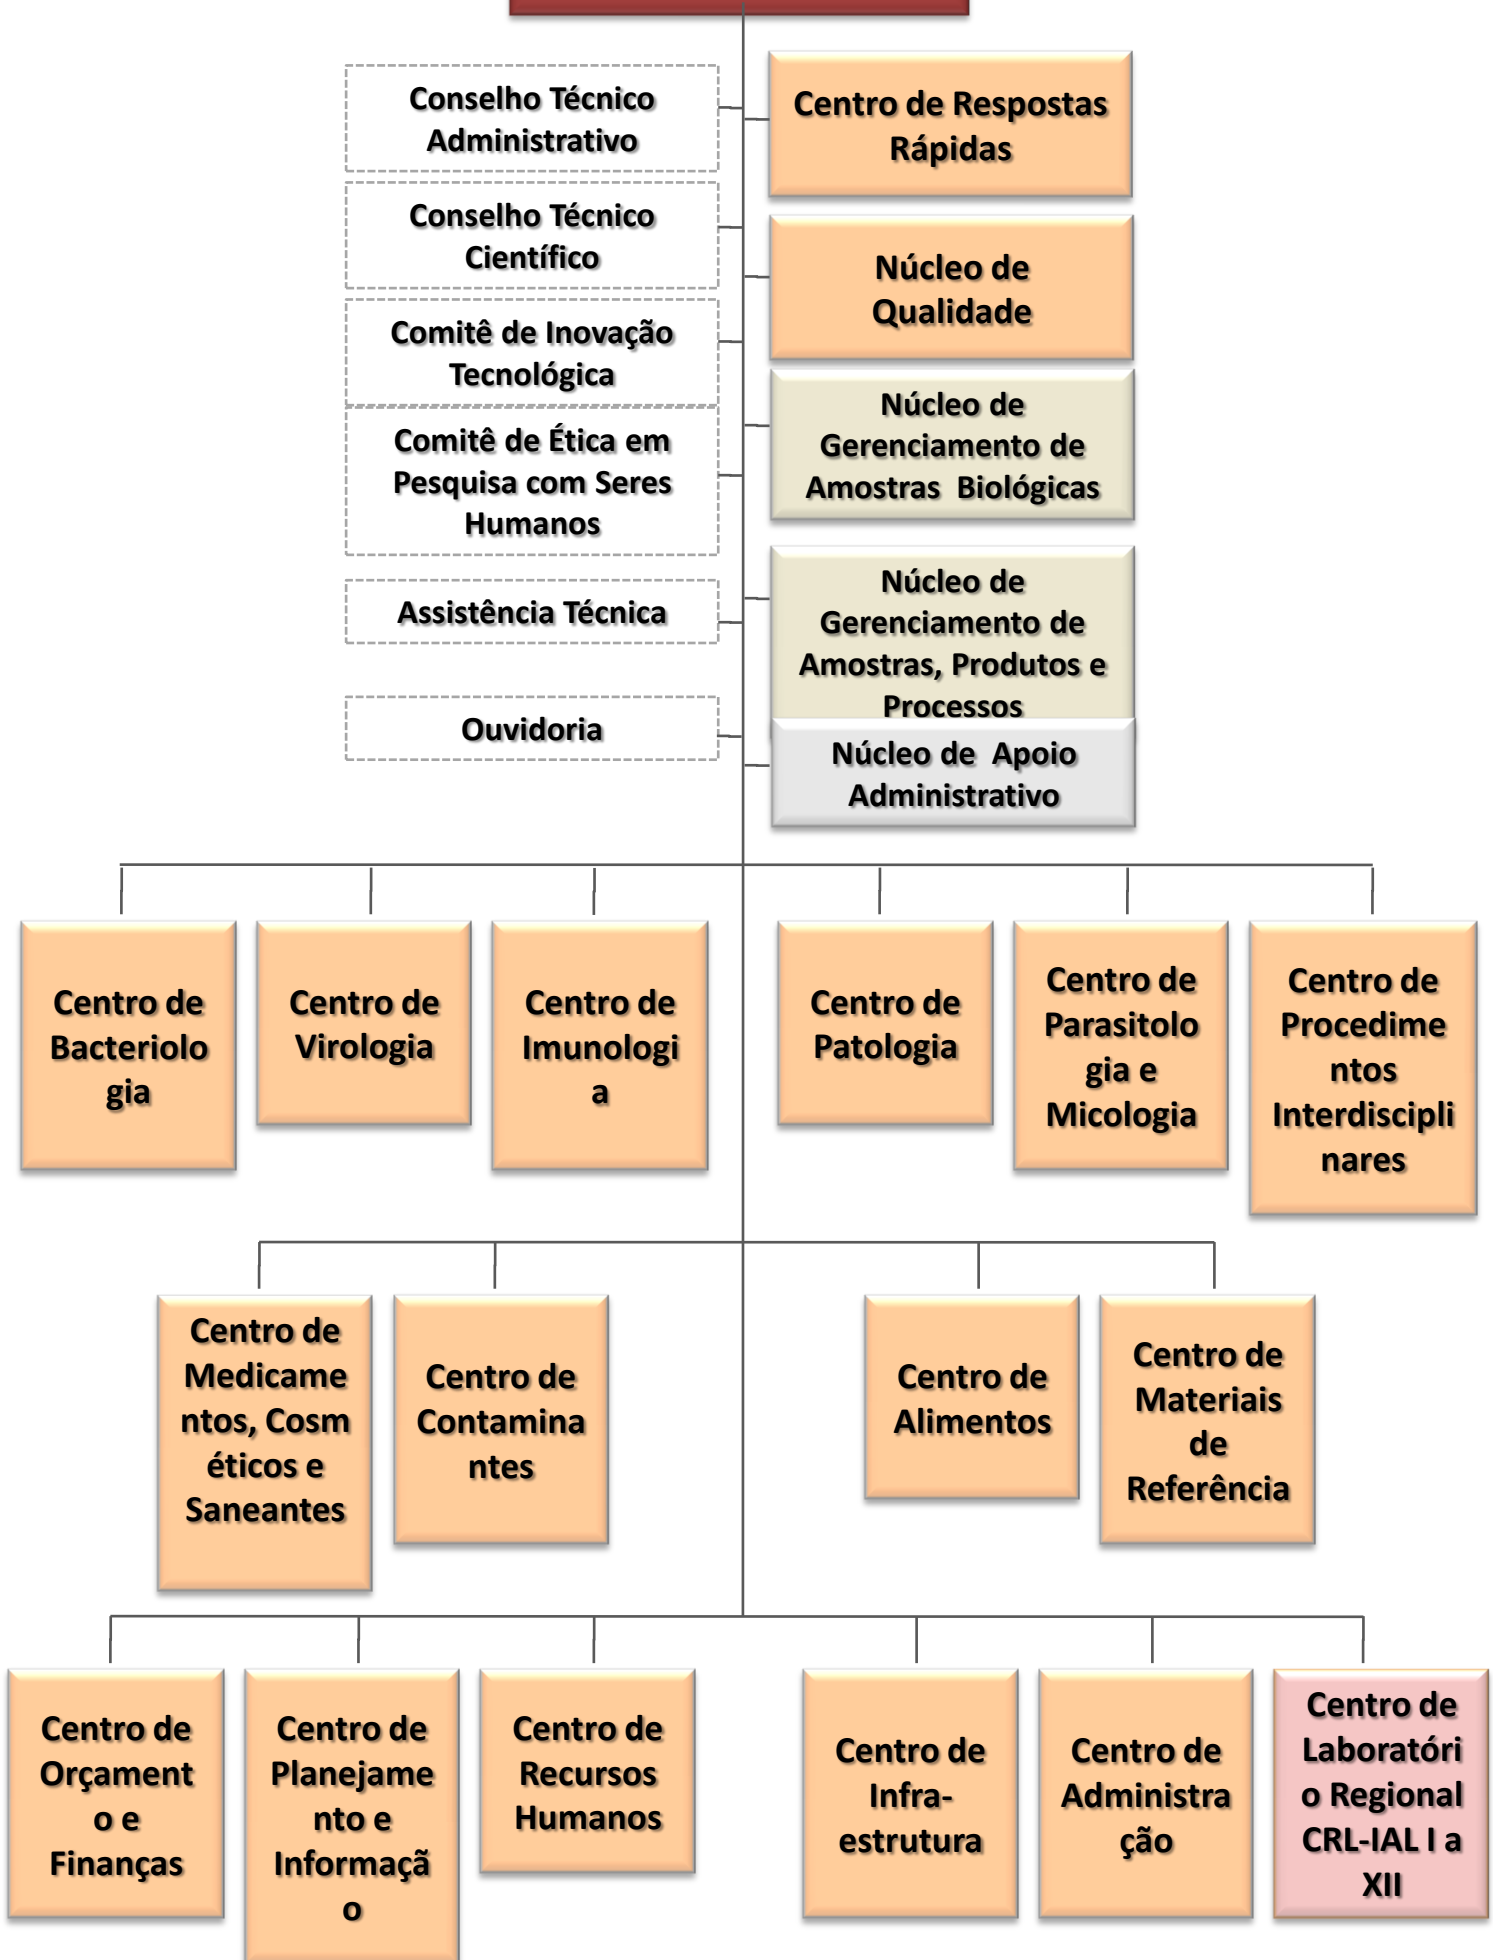 Conselho Técnico
Administrativo
Centro de Respostas
Rápidas
Conselho Técnico
Científico
Núcleo de
Qualidade
Comitê de Inovação
Tecnológica
Núcleo de
Gerenciamento de
Amostras Biológicas
Comitê de Ética em
Pesquisa com Seres
Humanos
Núcleo de
Gerenciamento de
Amostras, Produtos e
Processos
Assistência Técnica
Ouvidoria
Núcleo de Apoio
Administrativo
Centro de
Bacteriolo
gia
Centro de
Virologia
Centro de
Imunologi
a
Centro de
Patologia
Centro de
Parasitolo
gia e
Micologia
Centro de
Procedime
ntos
Interdiscipli
nares
Centro de
Medicame
ntos, Cosm
éticos e
Saneantes
Centro de
Contamina
ntes
Centro de
Alimentos
Centro de
Materiais
de
Referência
Centro de
Orçament
o e
Finanças
Centro de
Planejame
nto e
Informaçã
o
Centro de
Recursos
Humanos
Centro de
Infra-
estrutura
Centro de
Administra
ção
Centro de
Laboratóri
o Regional
CRL-IAL I a
XII